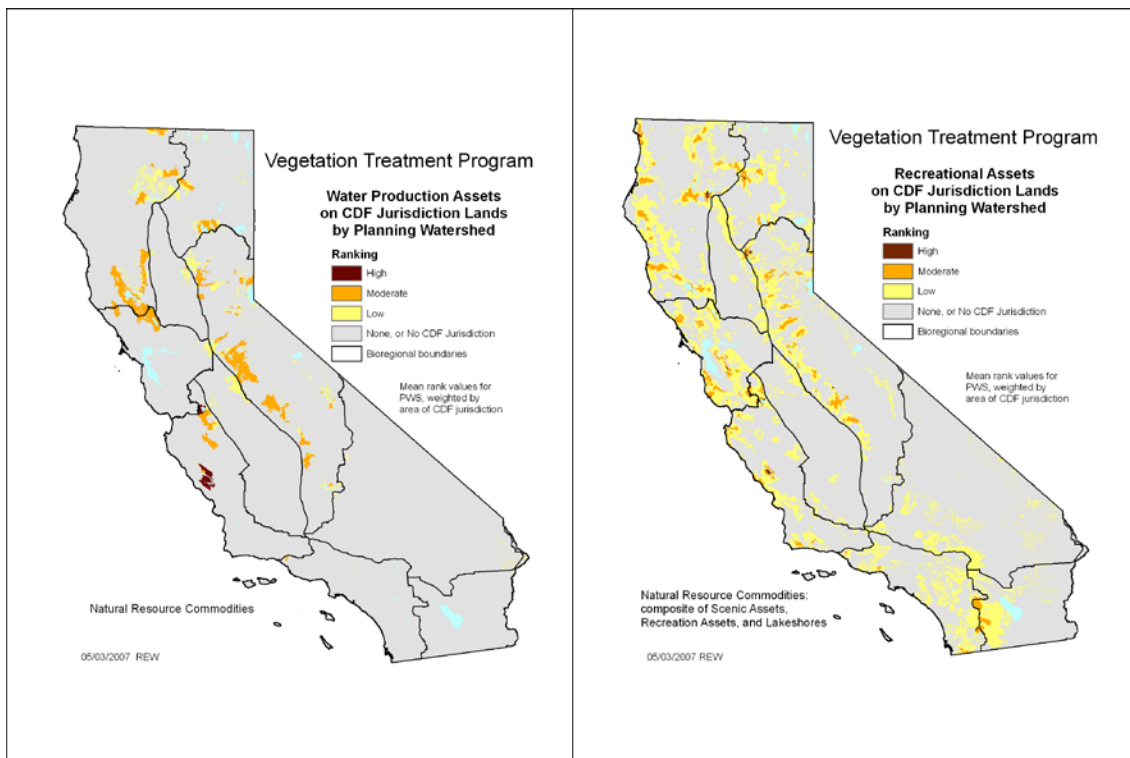 Vegetation Treatment Program
Water Production Assets
on CDF Jurisdiction Lands
by Planning Watershed
Ranking
High
Moderate
Low
None, or No CDF Jurisdiction
Bioregional boundaries
Mean rank values for
PWS, weighted by
area of CDF jurisdiction
Natural Resource Commodities
05/03/2007 REW
Vegetation Treatment Program
Recreational Assets
on CDF Jurisdiction Lands
by Planning Watershed
Ranking
High
Moderate
Low
None, or No CDF Jurisdiction
Bioregional boundaries
Mean rank values for
PWS, weighted by
area of CDF jurisdiction
Natural Resource Commodities:
composite of Scenic Assets,
Recreation Assets, and Lakeshores
05/03/2007 REW